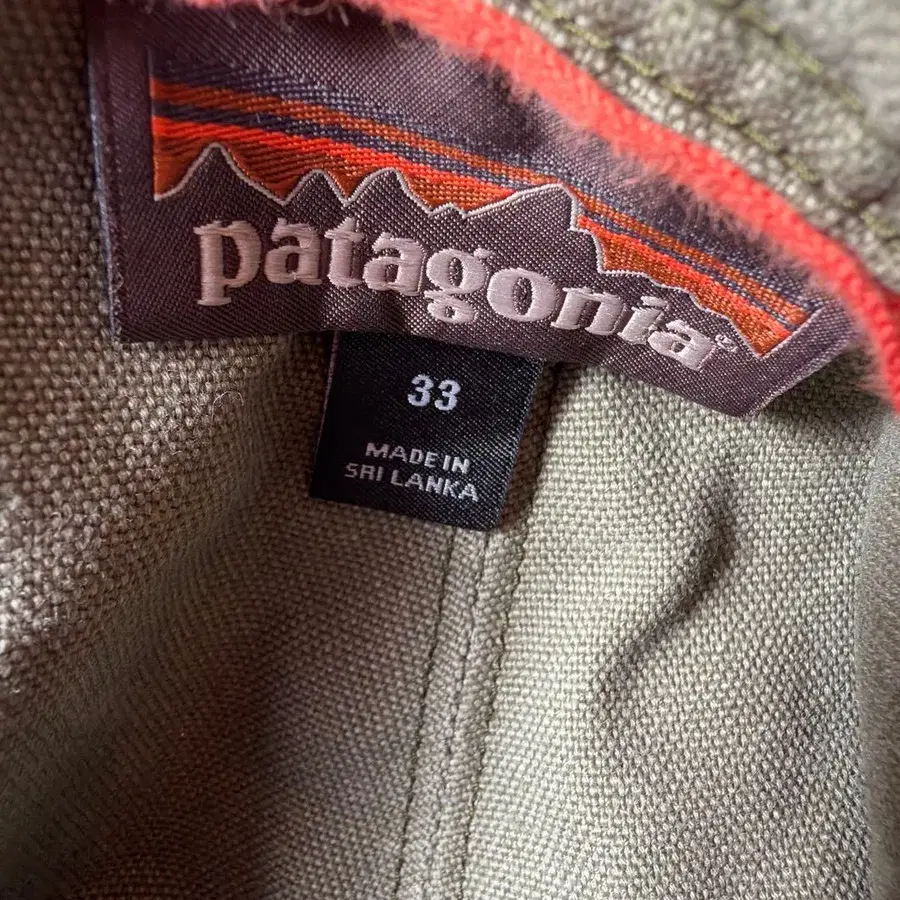 patagonia®
33
MADE IN
SRI LANKA